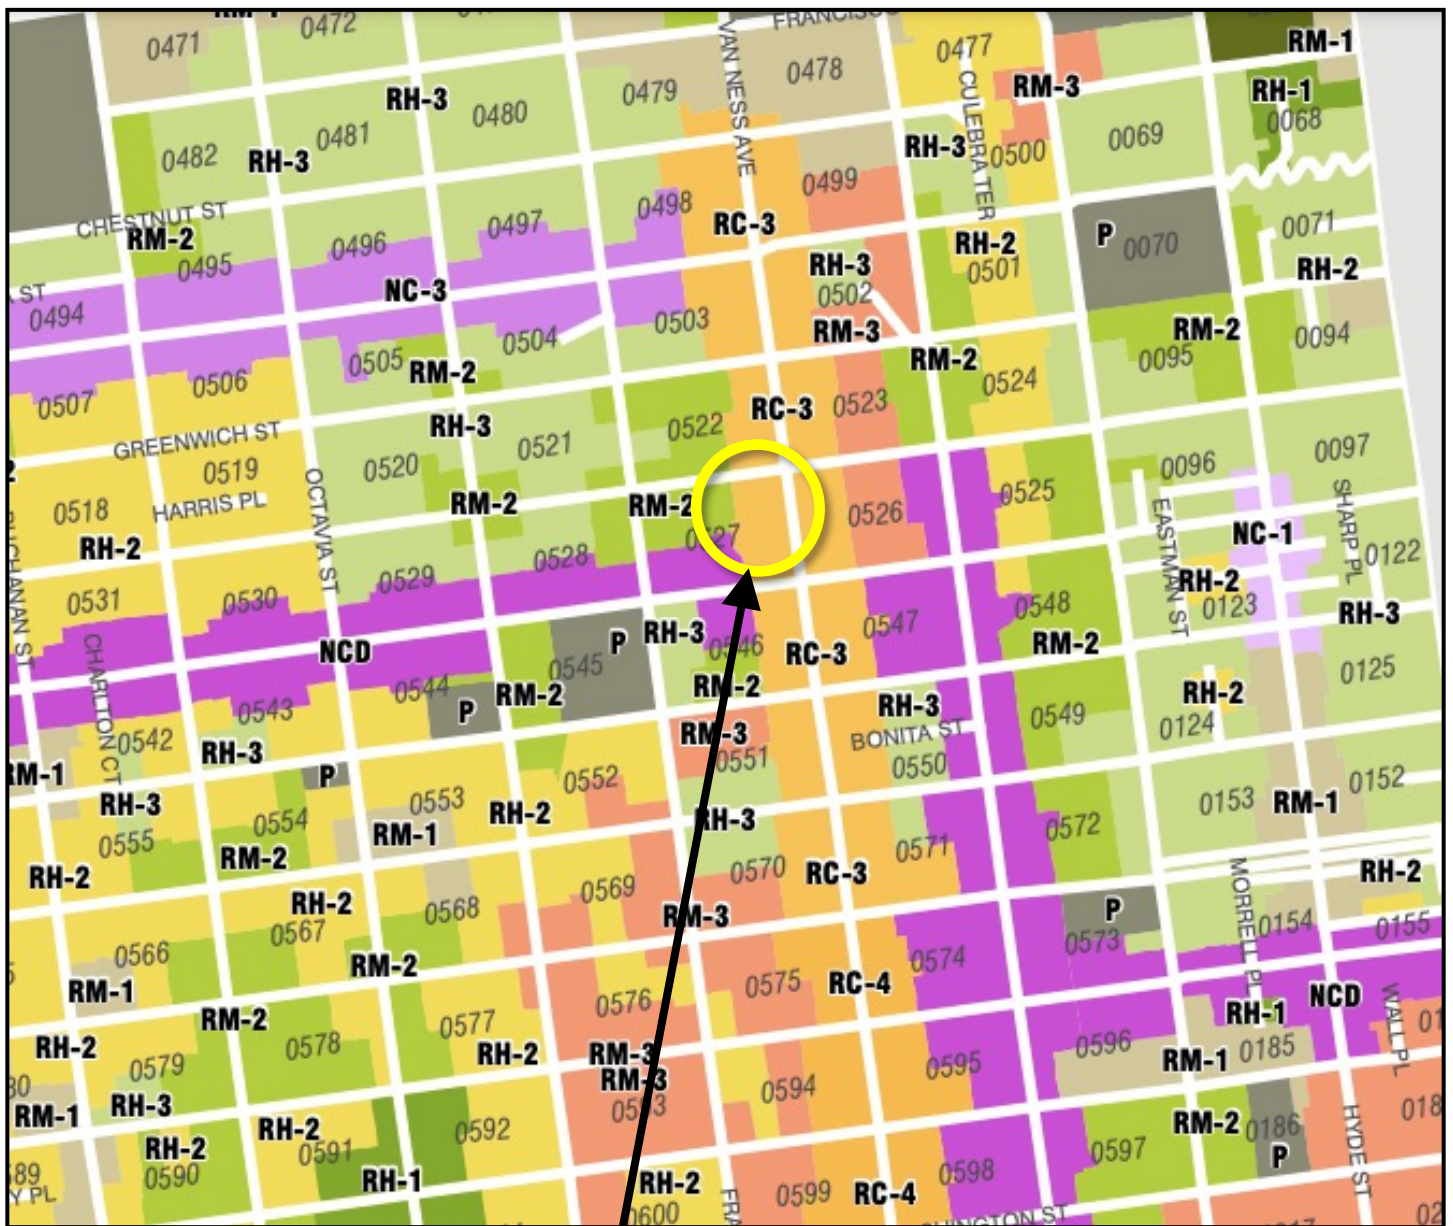 0471
0472
FRANCISCO
VAN NESS AVE
0477
RM-1
0478
0479
RH-3
0480
CULEBRA TER
RM-3
RH-1
0068
0481
0482
RH-3
RH-3
0500
0069
0499
CHESTNUT ST
RM-2
0498
0497
0496
0495
RC-3
RH-2
0501
P
0070
0071
RH-2
RH-3
0502
RM-3
NC-3
0494
0503
0504
0505
RM-2
RM-2
0524
RM-2
0095
0094
0506
0507
RC-3
0523
0522
RH-3
0521
0520
GREENWICH ST
0519
HARRIS PL
0518
RH-2
OCTAVIA ST
RM-2
RM-2
0527
0526
0525
0096
0097
EASTMAN ST
NC-1
SHARP PL
0122
RH-2
0123
RH-3
0528
0529
0530
0531
BUCHANAN ST
CHARLTON CT
NCD
P
RH-3
0546
RC-3
0547
0548
RM-2
0125
0545
0544
P
RM-2
RM-2
RH-3
BONITA ST
0550
0549
RH-2
0124
0543
0542
RH-3
RM-3
0551
RM-1
P
RH-3
0552
0553
RH-2
RH-3
0554
RM-1
0555
RM-2
RH-2
0153
RM-1
0152
0572
0571
RC-3
0570
0569
RM-3
0568
RH-2
0567
RM-2
0566
RM-1
P
0573
MORRELL PL
RH-2
0154
0155
0574
RC-4
0575
0576
0577
RH-2
RM-2
0578
RH-2
0579
RH-3
RM-1
RM-3
RM-3
0593
0594
0595
0596
RH-1
0185
RM-1
NCD
WALL PL
HYDE ST
RM-2
0186
P
0597
0598
RC-4
0599
RH-2
0600
0592
RH-1
RH-2
0591
RH-2
0590